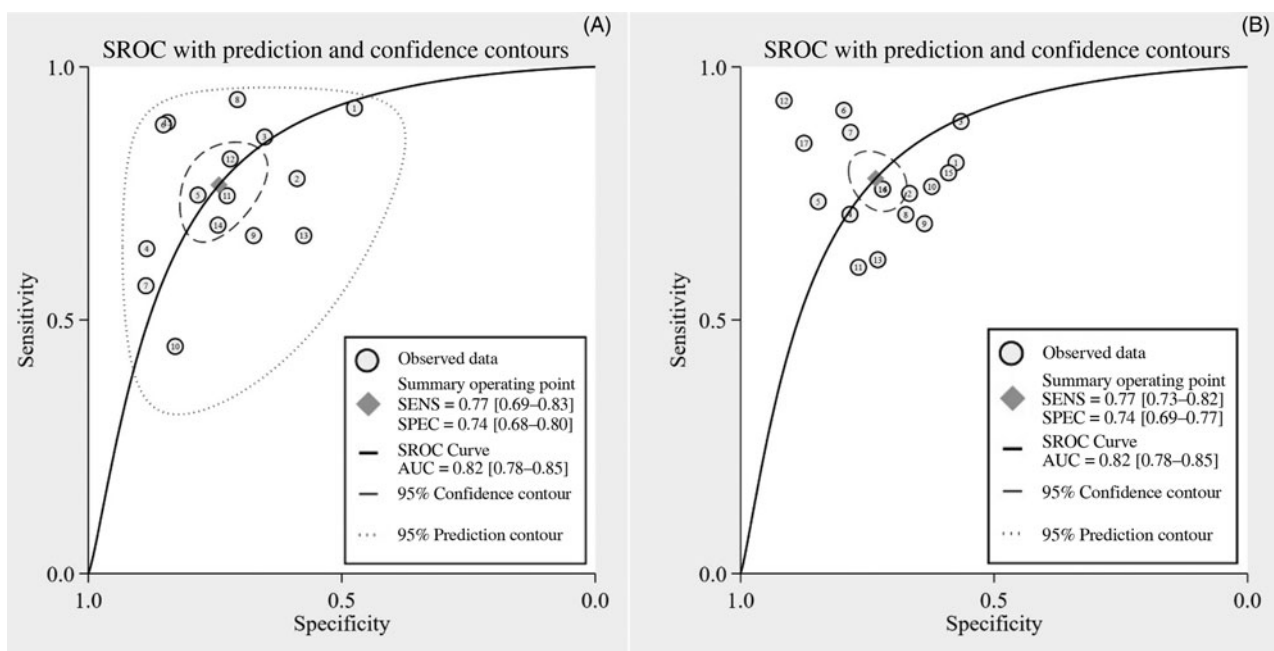 (A)
SROC with prediction and confidence contours
1.0
0.5
0.0
Sensitivity
8
1
3
12
2
5
11
14
9
13
4
7
10
Observed data
Summary operating point
SENS = 0.77 [0.69–0.83]
SPEC = 0.74 [0.68–0.80]
SROC Curve
AUC = 0.82 [0.78–0.85]
95% Confidence contour
95% Prediction contour
1.0
0.5
0.0
Specificity
(B)
SROC with prediction and confidence contours
1.0
0.5
0.0
Sensitivity
12
6
7
17
3
1
15
10
2
5
8
9
11
13
Observed data
Summary operating point
SENS = 0.77 [0.73–0.82]
SPEC = 0.74 [0.69–0.77]
SROC Curve
AUC = 0.82 [0.78–0.85]
95% Confidence contour
95% Prediction contour
1.0
0.5
0.0
Specificity